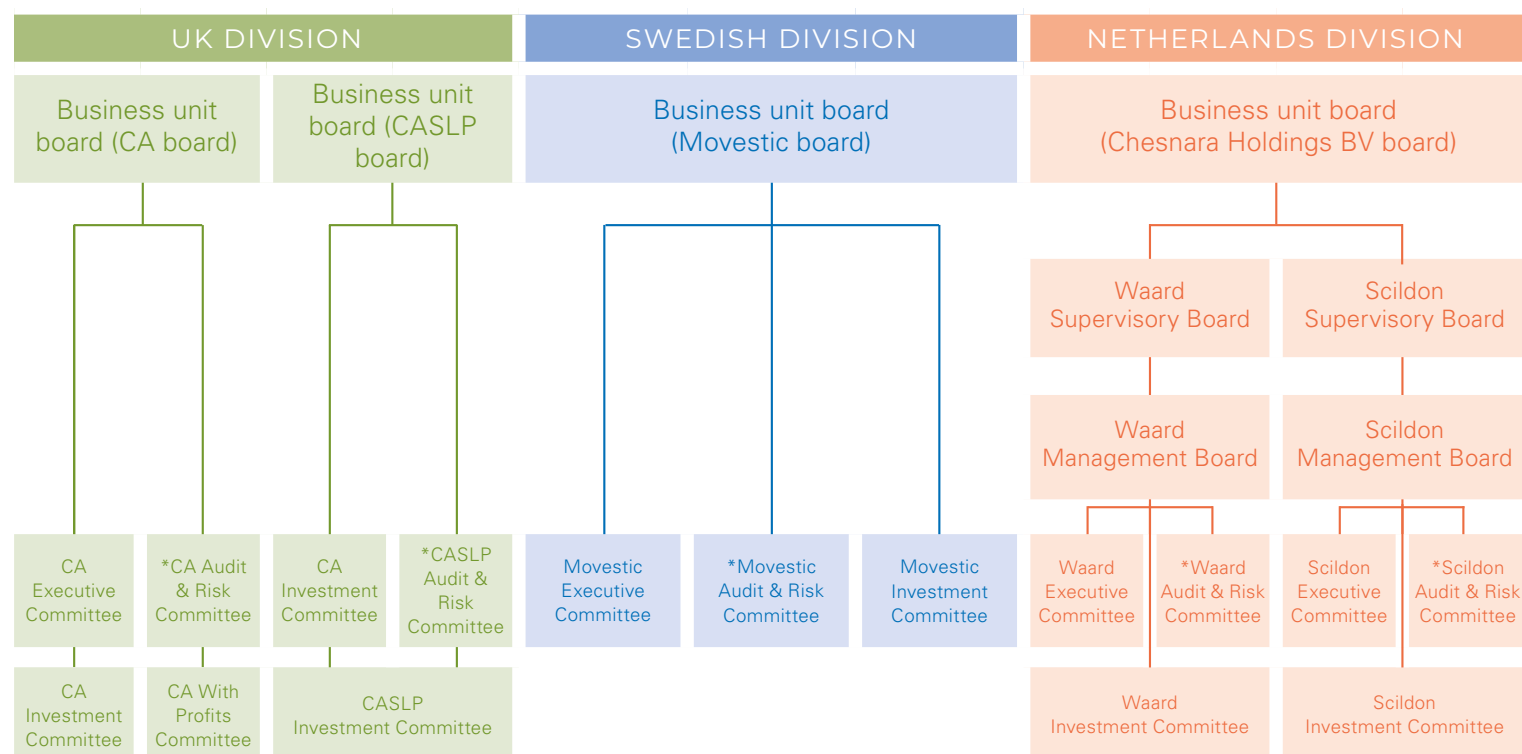 UK DIVISION
SWEDISH DIVISION
NETHERLANDS DIVISION
Business unit
board (CA board)
Business unit
board (CASLP
board)
Business unit board
(Movestic board)
Business unit board
(Chesnara Holdings BV board)
Waard
Supervisory Board
Scildon
Supervisory Board
Waard
Management Board
Scildon
Management Board
CA
Executive
Committee
*CA Audit
& Risk
Committee
CA
Investment
Committee
*CASLP
Audit &
Risk
Committee
Movestic
Executive
Committee
*Movestic
Audit & Risk
Committee
Movestic
Investment
Committee
Waard
Executive
Committee
*Waard
Audit & Risk
Committee
Scildon
Executive
Committee
*Scildon
Audit & Risk
Committee
CA
Investment
Committee
CA With
Profits
Committee
CASLP
Investment Committee
Waard
Investment Committee
Scildon
Investment Committee